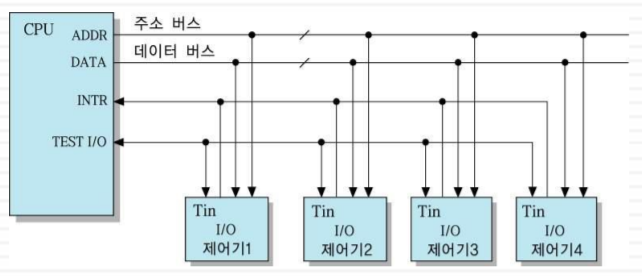 CPU
ADDR
주소 버스
DATA
데이터 버스
INTR
TEST I/O
Tin
I/O
제어기1
Tin
I/O
제어기2
Tin
I/O
제어기3
Tin
I/O
제어기4